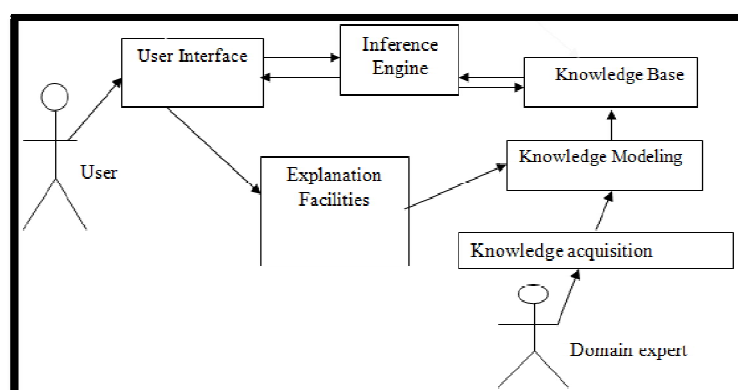 User Interface
Inference
Engine
Knowledge Base
User
Explanation
Facilities
Knowledge Modeling
Knowledge acquisition
Domain expert